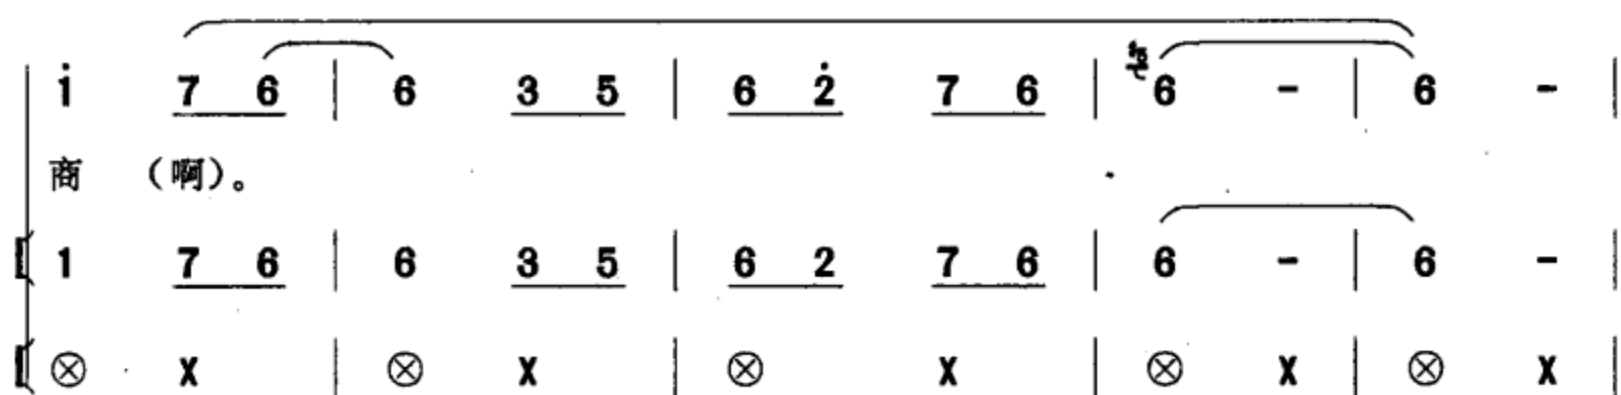 i 7 6 | 6 3 5 | 6 2̇ 7 6 | 6 - | 6 - |
商 （啊）。
1 7 6 | 6 3 5 | 6 2 7 6 | 6 - | 6 - |
⊗ X | ⊗ X | ⊗ X | ⊗ X | ⊗ X |